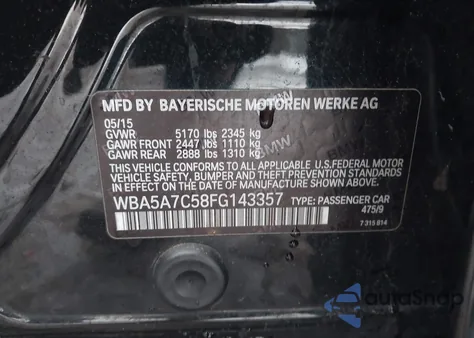 MFD BY BAYERISCHE MOTOREN WERKE AG
05/15
GVWR 5170 lbs 2345 kg
GAWR FRONT 2447 lbs 1110 kg
GAWR REAR 2888 lbs 1310 kg
THIS VEHICLE CONFORMS TO ALL APPLICABLE U.S.FEDERAL MOTOR
VEHICLE SAFETY, BUMPER, AND THEFT PREVENTION STANDARDS
IN EFFECT ON THE DATE OF MANUFACTURE SHOWN ABOVE.
WBA5A7C58FG143357 TYPE: PASSENGER CAR
475/9
7 315 814
autoSnap